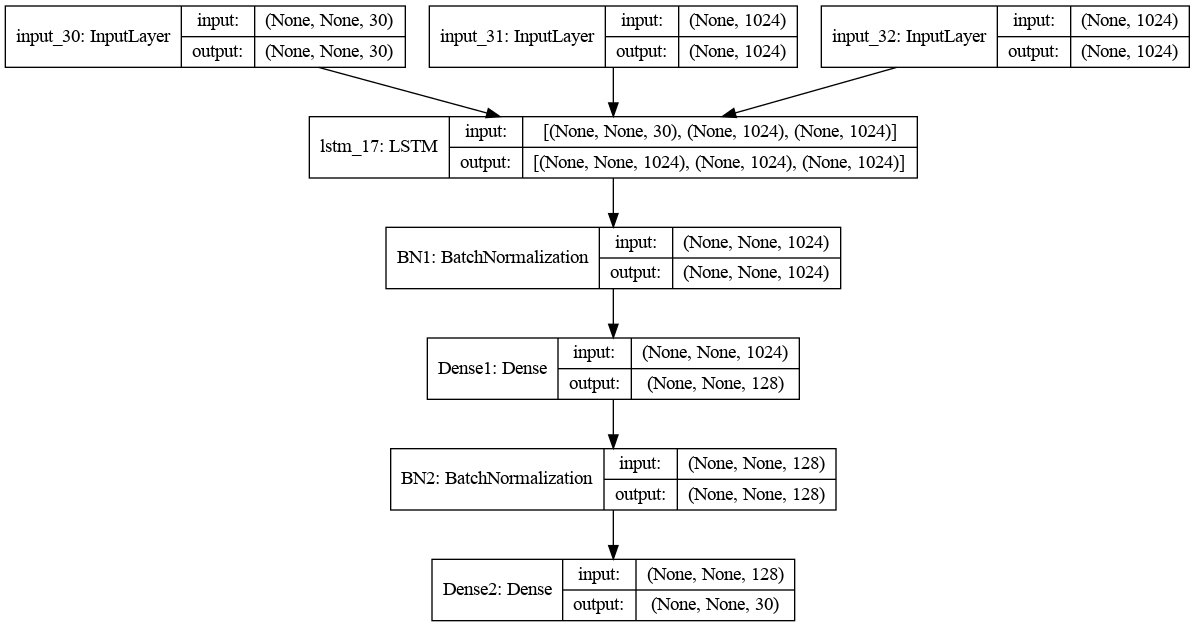 input_30: InputLayer
input: (None, None, 30)
output: (None, None, 30)
input_31: InputLayer
input: (None, 1024)
output: (None, 1024)
input_32: InputLayer
input: (None, 1024)
output: (None, 1024)
lstm_17: LSTM
input: [(None, None, 30), (None, 1024), (None, 1024)]
output: [(None, None, 1024), (None, 1024), (None, 1024)]
BN1: BatchNormalization
input: (None, None, 1024)
output: (None, None, 1024)
Dense1: Dense
input: (None, None, 1024)
output: (None, None, 128)
BN2: BatchNormalization
input: (None, None, 128)
output: (None, None, 128)
Dense2: Dense
input: (None, None, 128)
output: (None, None, 30)